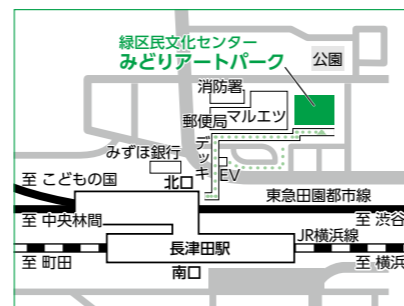 緑区民文化センター
みどりアートパーク
公園
消防署
郵便局
マルエツ
デッキ
みずほ銀行
EV
北口
至 こどもの国
東急田園都市線
至 中央林間
至 渋谷
長津田駅
JR横浜線
至 町田
至 横浜
南口